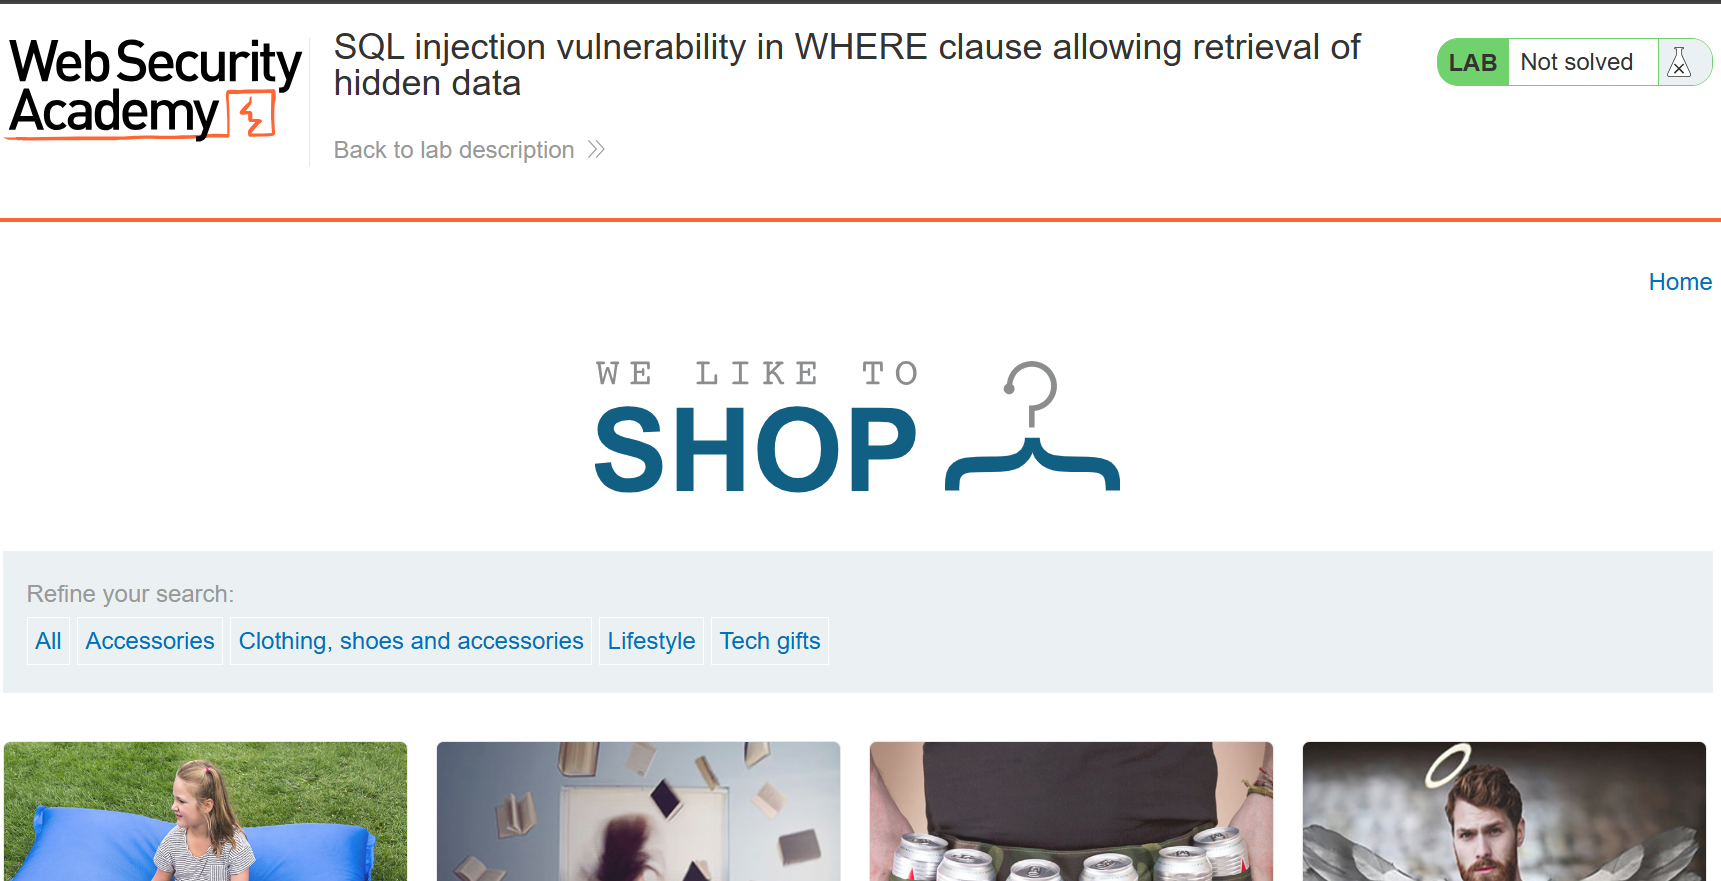 Web Security
Academy
SQL injection vulnerability in WHERE clause allowing retrieval of
hidden data
Back to lab description
LAB Not solved
Home
WE LIKE TO
SHOP
Refine your search:
All Accessories Clothing, shoes and accessories Lifestyle Tech gifts